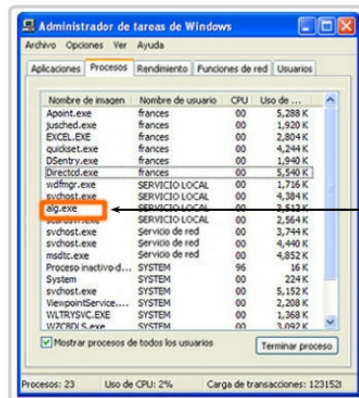 Administrador de tareas de Windows
Archivo Opciones Ver Ayuda
Aplicaciones Procesos Rendimiento Funciones de red Usuarios
Nombre de imagen Nombre de usuario CPU Uso de ...
Apoint.exe frances 00 5,288 K
jusched.exe frances 00 1,920 K
EXCEL.EXE frances 00 2,804 K
quickset.exe frances 00 4,244 K
DSentry.exe frances 00 1,940 K
Directcd.exe frances 00 5,540 K
wdfmgr.exe SERVICIO LOCAL 00 1,716 K
svchost.exe SERVICIO LOCAL 00 4,384 K
alg.exe SERVICIO LOCAL 00 3,512 K
SERVICIO LOCAL 00 2,564 K
svchost.exe Servicio de red 00 3,744 K
svchost.exe Servicio de red 00 4,440 K
msdtc.exe Servicio de red 00 4,852 K
Proceso inactivo d... SYSTEM 96 16 K
System SYSTEM 00 224 K
svchost.exe SYSTEM 00 5,152 K
ViewpointService.... SYSTEM 00 2,208 K
WLTRYSVC.EXE SYSTEM 00 1,368 K
WZCBDLS.exe SYSTEM 00 3,092 K
Mostrar procesos de todos los usuarios Terminar proceso
Procesos: 23 Uso de CPU: 2% Carga de transacciones: 123152